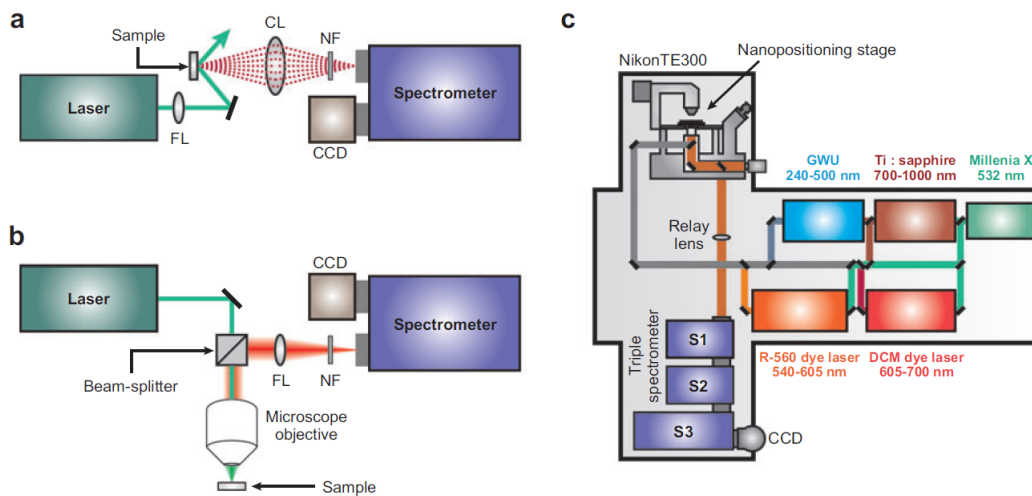 a
Sample
CL
NF
Laser
FL
CCD
Spectrometer
b
CCD
Laser
Spectrometer
Beam-splitter
FL
NF
Microscope
objective
Sample
c
Nanopositioning stage
NikonTE300
GWU
240-500 nm
Ti : sapphire
700-1000 nm
Millenia X
532 nm
Relay
lens
Triple
spectrometer
S1
S2
S3
R-560 dye laser
540-605 nm
DCM dye laser
605-700 nm
CCD